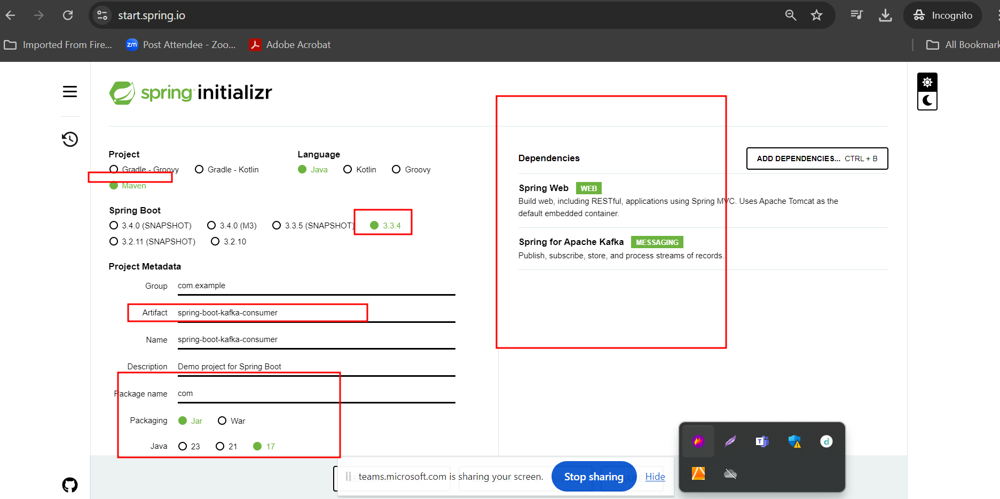 start.spring.io
Incognito
Imported From Fire...
zm
Post Attendee - Zoo...
Adobe Acrobat
All Bookmark
spring initializr
Project
Gradle - Groovy
Gradle - Kotlin
Maven
Language
Java
Kotlin
Groovy
Spring Boot
3.4.0 (SNAPSHOT)
3.4.0 (M3)
3.3.5 (SNAPSHOT)
3.3.4
3.2.11 (SNAPSHOT)
3.2.10
Project Metadata
Group com.example
Artifact spring-boot-kafka-consumer
Name spring-boot-kafka-consumer
Description Demo project for Spring Boot
Package name com
Packaging Jar War
Java 23 21 17
Dependencies
ADD DEPENDENCIES... CTRL + B
Spring Web WEB
Build web, including RESTful, applications using Spring MVC. Uses Apache Tomcat as the
default embedded container.
Spring for Apache Kafka MESSAGING
Publish, subscribe, store, and process streams of records.
teams.microsoft.com is sharing your screen.
Stop sharing
Hide
T
d